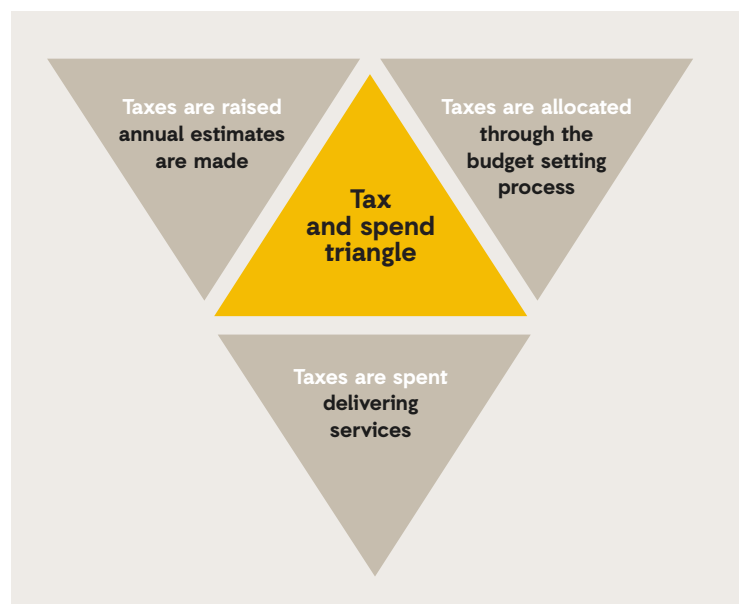 Taxes are raised
annual estimates
are made
Taxes are allocated
through the
budget setting
process
Tax
and spend
triangle
Taxes are spent
delivering
services